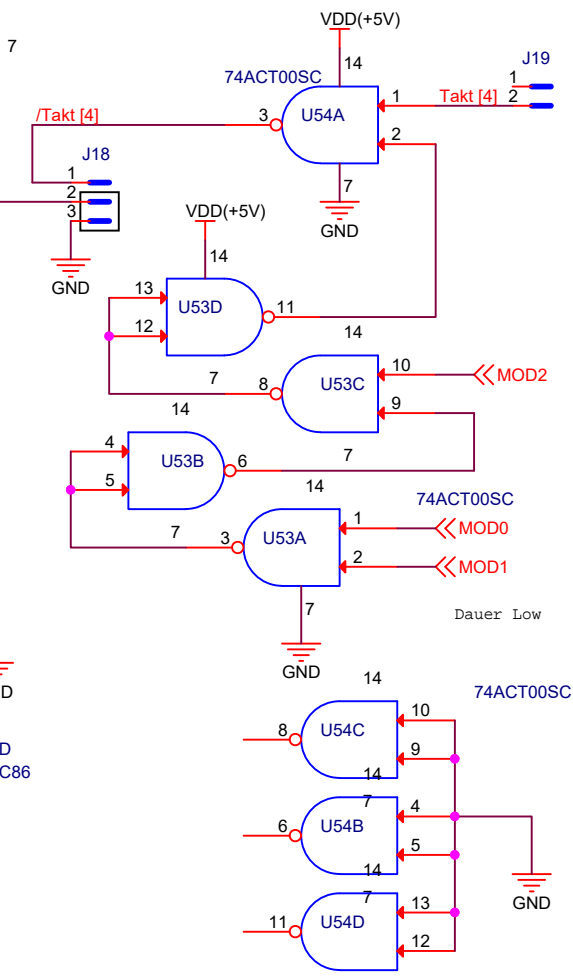 VDD(+5V)
7
14
J19
74ACT00SC
1
/Takt [4]
3
U54A
1
Takt [4]
2
2
J18
1
7
2
VDD(+5V)
3
GND
14
GND
13
U53D
11
12
14
10
MOD2
7
8
U53C
9
14
4
U53B
6
7
5
14
74ACT00SC
7
3
U53A
1
MOD0
2
MOD1
7
Dauer Low
GND
D
14
74ACT00SC
10
8
U54C
D
9
C86
14
7
4
6
U54B
5
14
GND
7
13
11
U54D
12